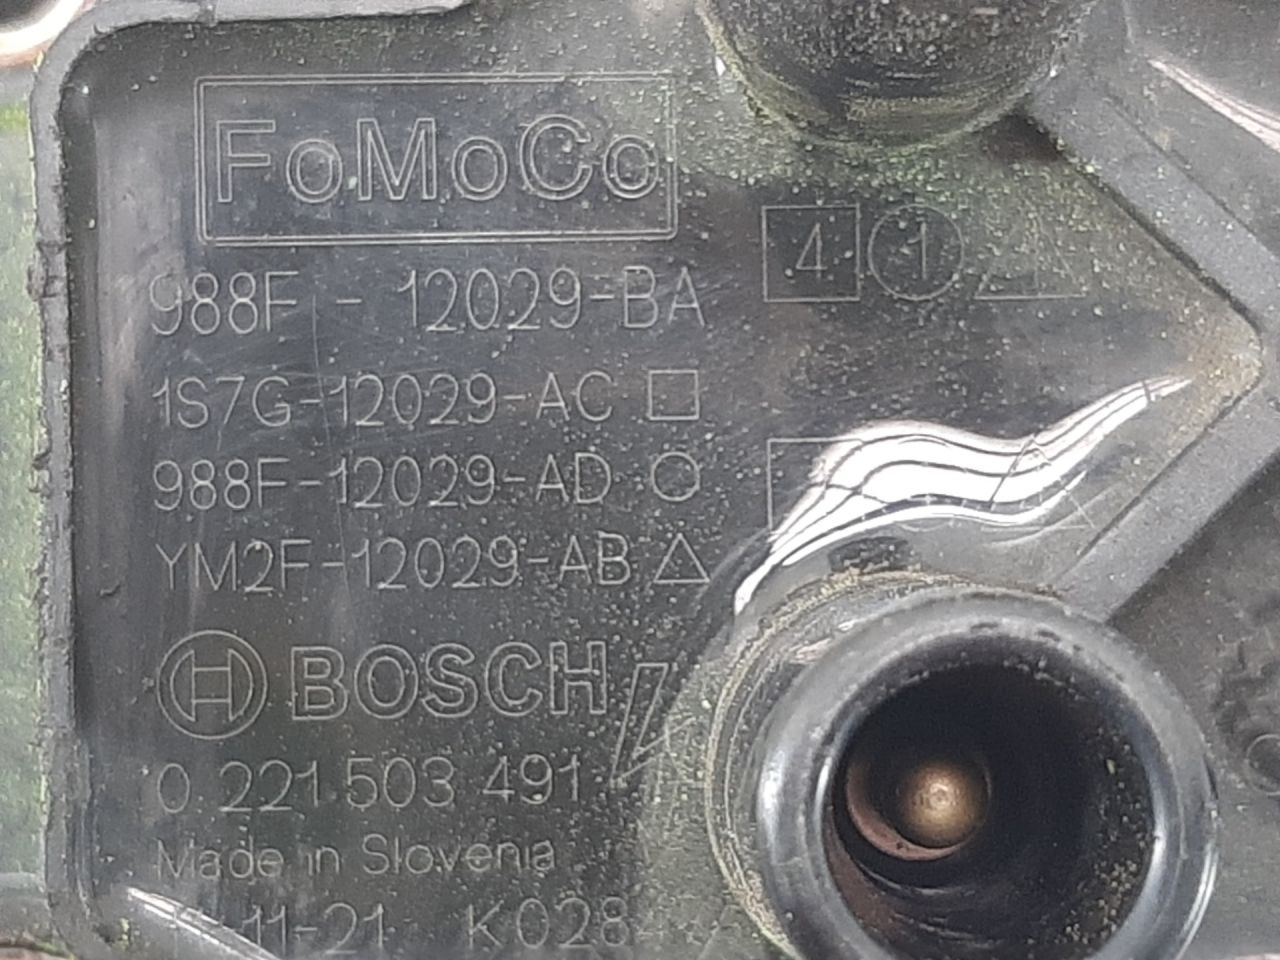 FoMoCo
4 1
988F - 12029-BA
1S7G-12029-AC
988F-12029-AD
YM2F-12029-AB
BOSCH
0 221 503 491
Made in Slovenia
11-21